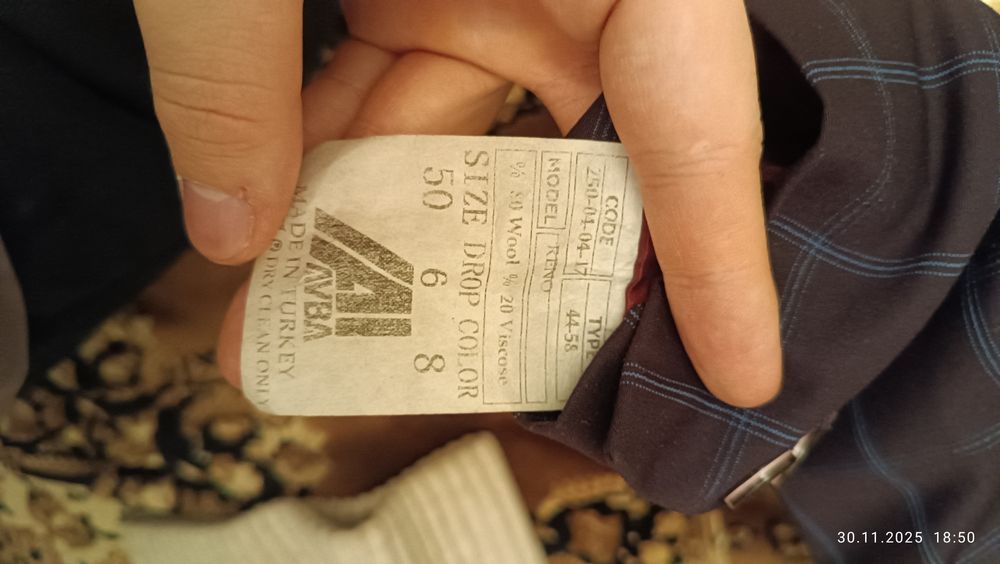 CODE TYPE
250-04-04-17 44-58
MODEL RENO
% 80 Wool % 20 Viscose
SIZE DROP COLOR
50 6 8
MADE IN TURKEY
DRY CLEAN ONLY
30.11.2025 18:50